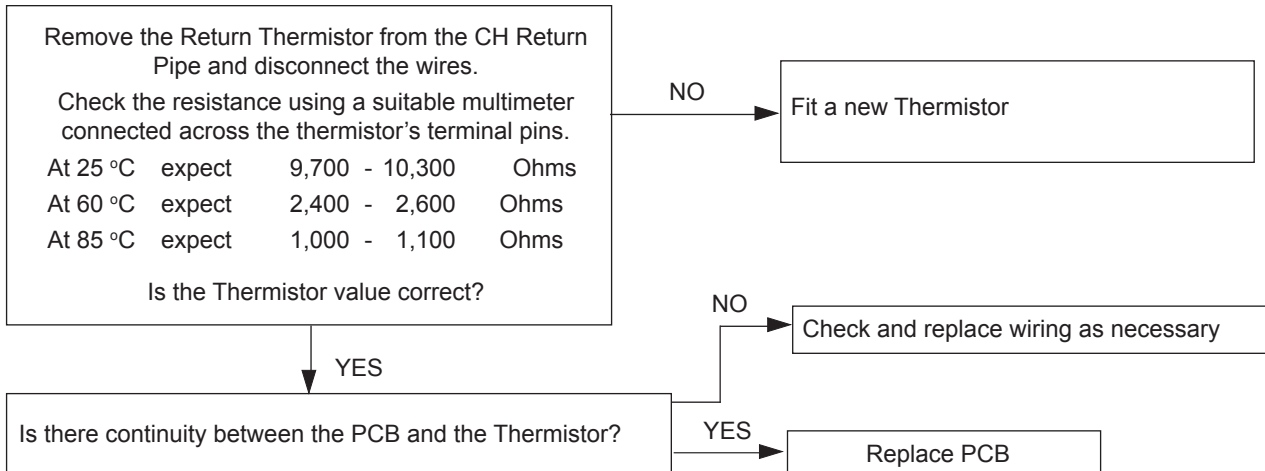 Remove the Return Thermistor from the CH Return
Pipe and disconnect the wires.
Check the resistance using a suitable multimeter
connected across the thermistor's terminal pins.
At 25 °C expect 9,700 - 10,300 Ohms
At 60 °C expect 2,400 - 2,600 Ohms
At 85 °C expect 1,000 - 1,100 Ohms
Is the Thermistor value correct?
NO
Fit a new Thermistor
YES
Is there continuity between the PCB and the Thermistor?
NO
Check and replace wiring as necessary
YES
Replace PCB